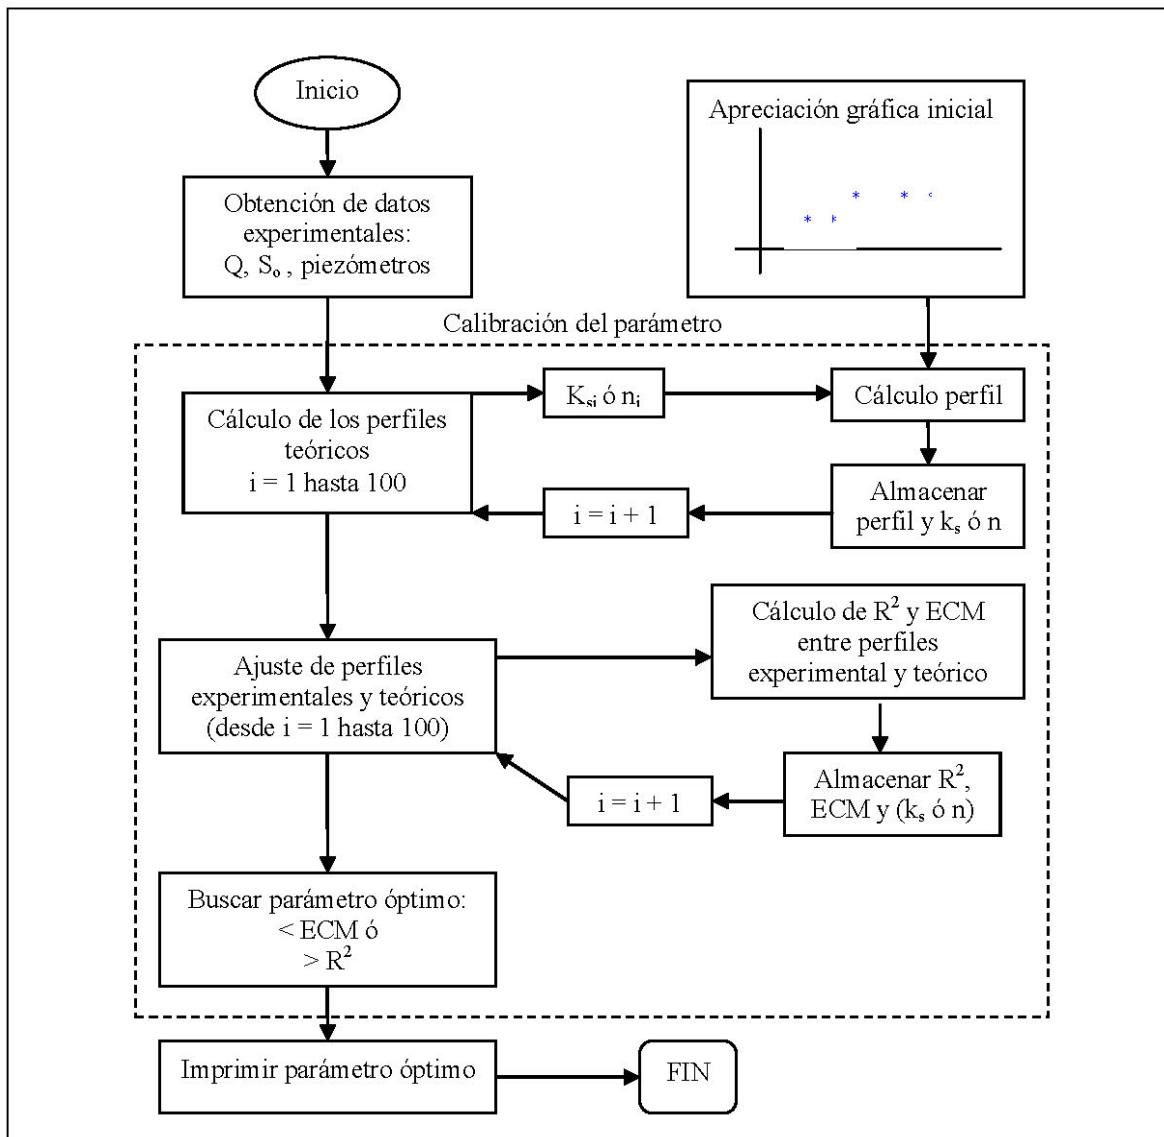 Inicio
Apreciación gráfica inicial
Obtención de datos
experimentales:
Q, Sₒ , piezómetros
Calibración del parámetro
Cálculo de los perfiles
teóricos
i = 1 hasta 100
Kₛᵢ ó nᵢ
Cálculo perfil
Almacenar
perfil y kₛ ó n
i = i + 1
Ajuste de perfiles
experimentales y teóricos
(desde i = 1 hasta 100)
Cálculo de R² y ECM
entre perfiles
experimental y teórico
Almacenar R²,
ECM y (kₛ ó n)
i = i + 1
Buscar parámetro óptimo:
< ECM ó
> R²
Imprimir parámetro óptimo
FIN